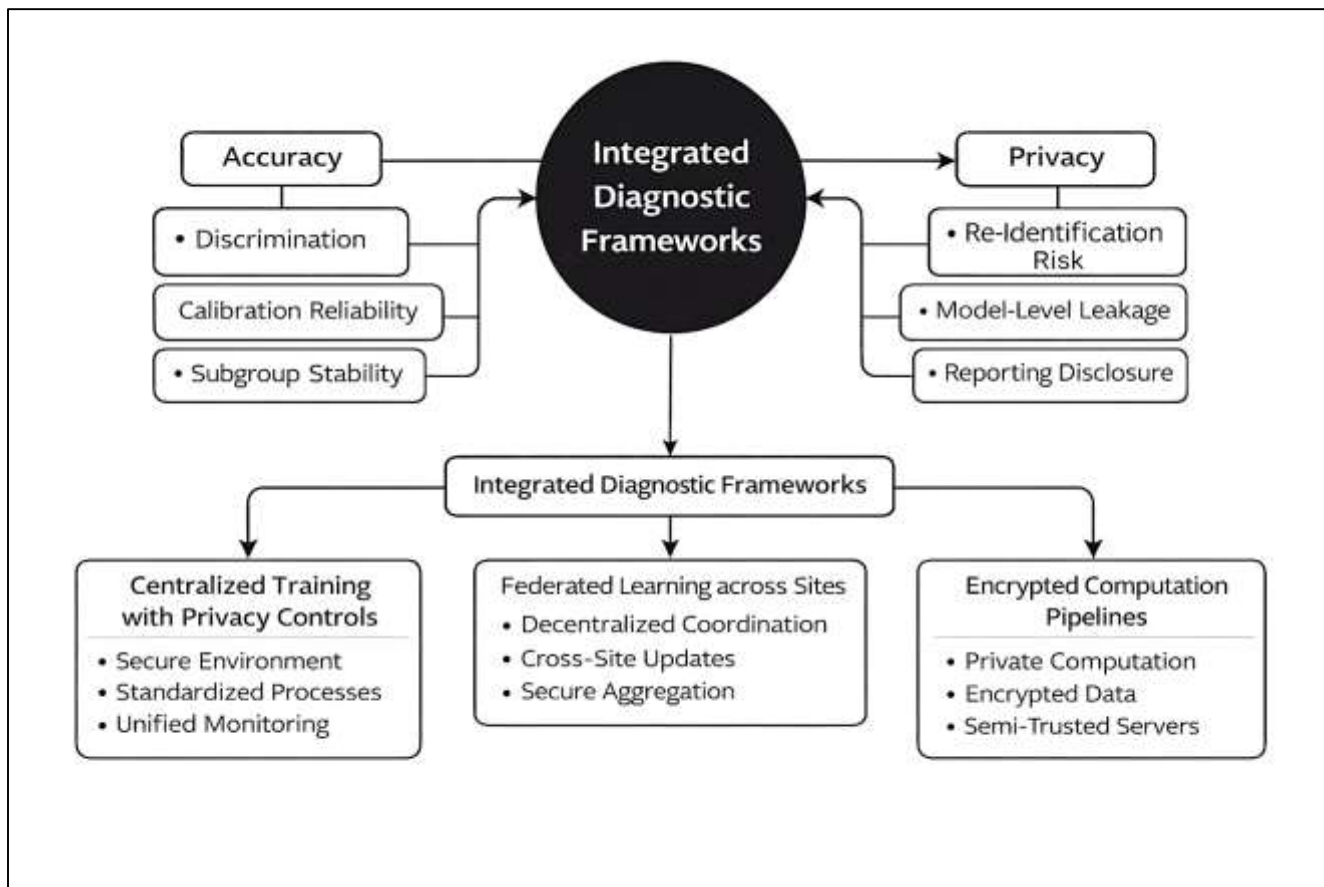 Integrated
Diagnostic
Frameworks
Accuracy
• Discrimination
Calibration Reliability
• Subgroup Stability
Privacy
• Re-Identification
Risk
• Model-Level Leakage
• Reporting Disclosure
Integrated Diagnostic Frameworks
Centralized Training
with Privacy Controls
• Secure Environment
• Standardized Processes
• Unified Monitoring
Federated Learning across Sites
• Decentralized Coordination
• Cross-Site Updates
• Secure Aggregation
Encrypted Computation
Pipelines
• Private Computation
• Encrypted Data
• Semi-Trusted Servers